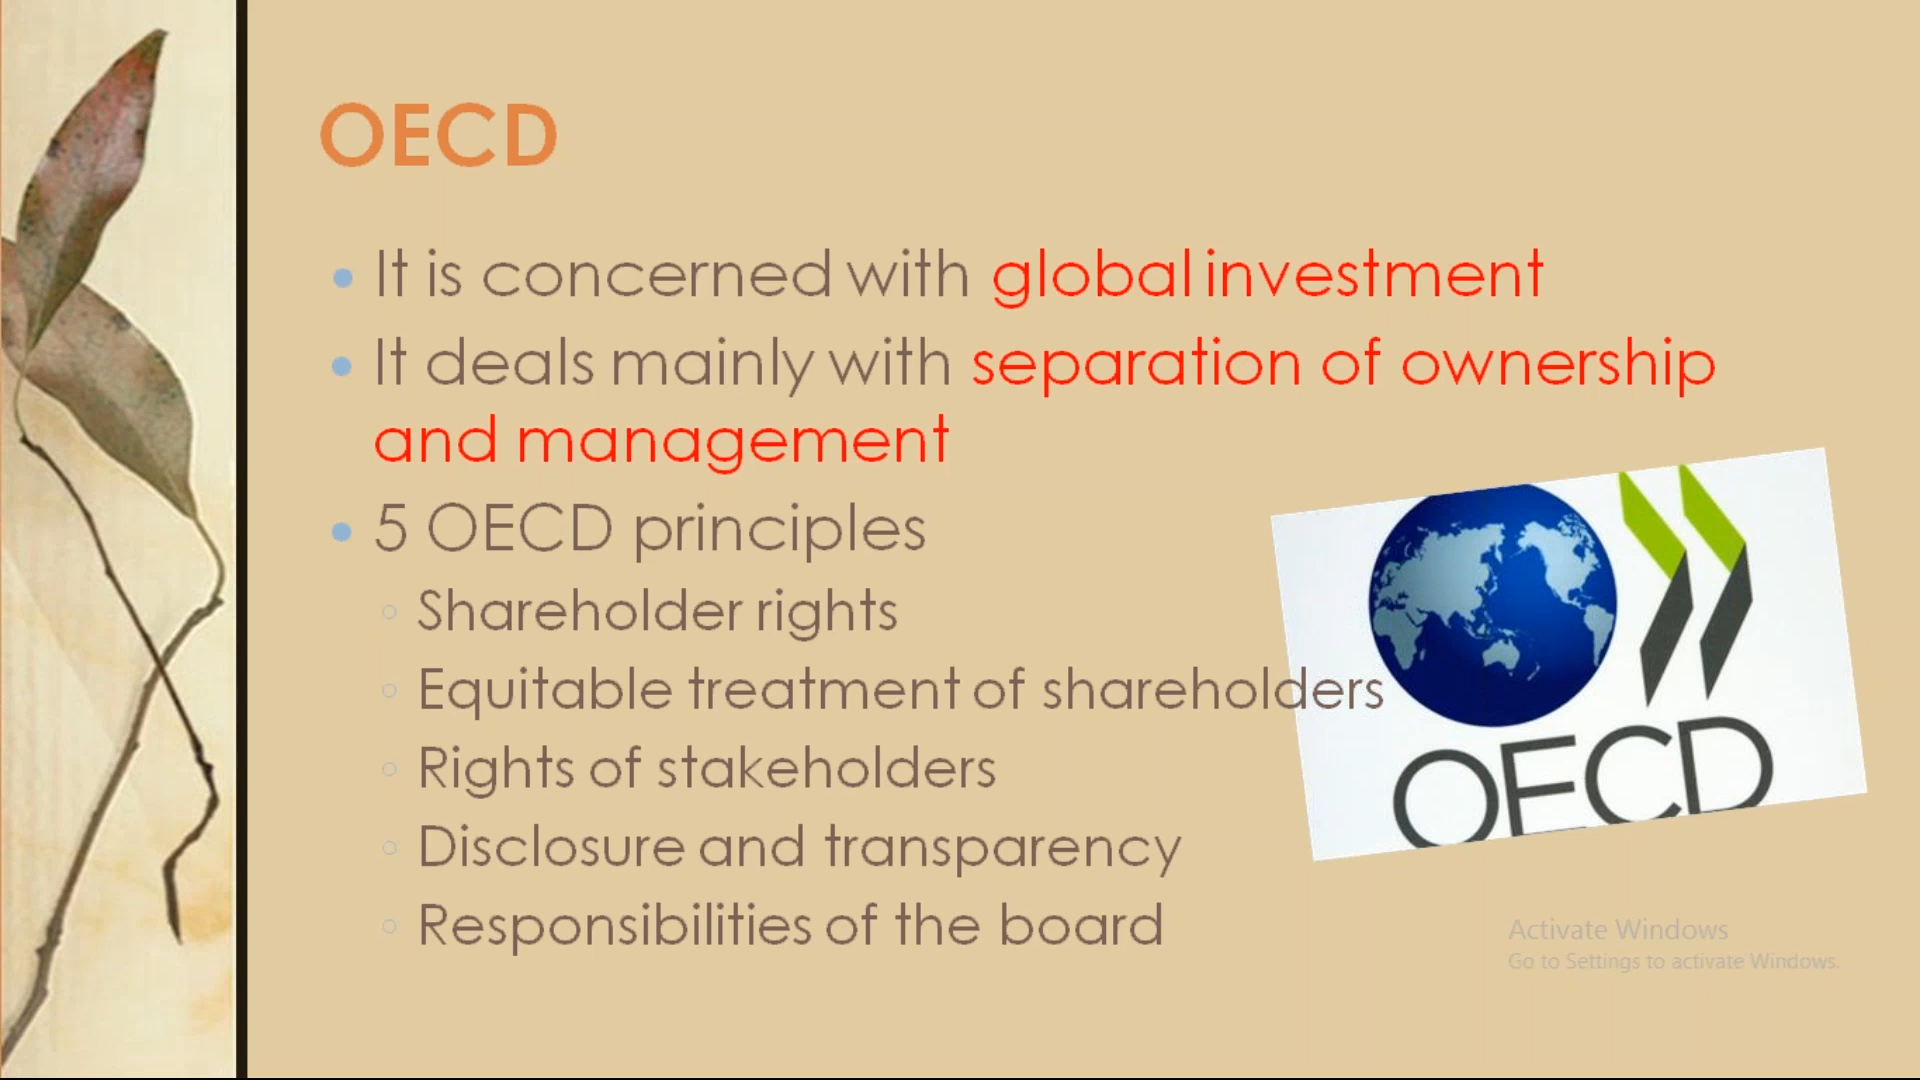 OECD
It is concerned with global investment
It deals mainly with separation of ownership
and management
5 OECD principles
Shareholder rights
Equitable treatment of shareholders
Rights of stakeholders
Disclosure and transparency
Responsibilities of the board
OECD
Activate Windows
Go to Settings to activate Windows.